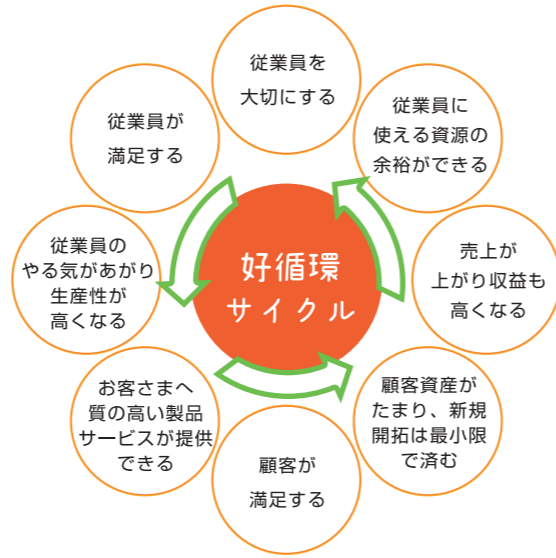 従業員を
大切にする
従業員が
満足する
従業員の
やる気があがり
生産性が
高くなる
お客さまへ
質の高い製品
サービスが提供
できる
顧客が
満足する
顧客資産が
たまり、新規
開拓は最小限
で済む
売上が
上がり収益も
高くなる
従業員に
使える資源の
余裕ができる
好循環
サイクル